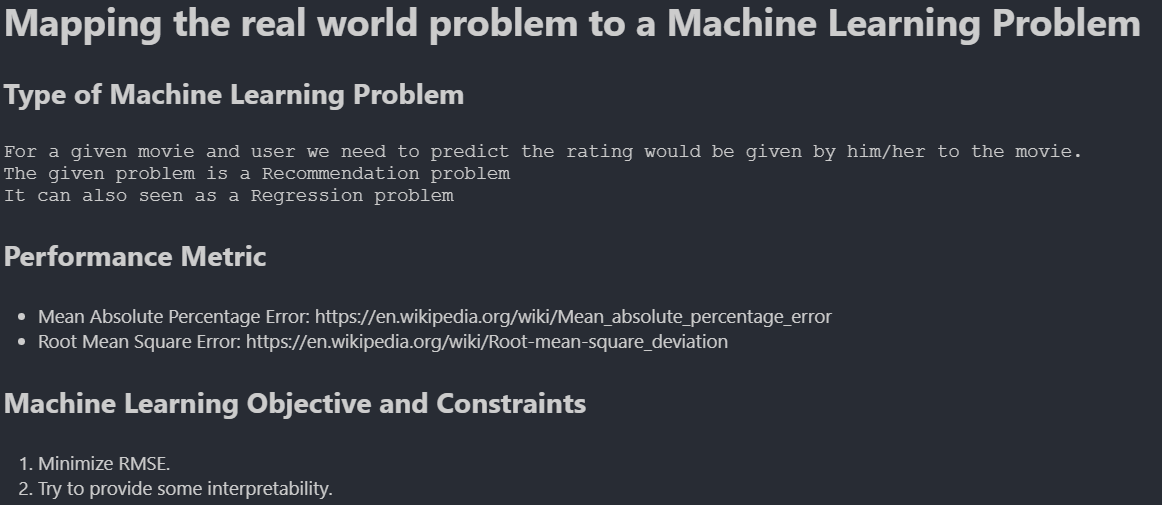 Mapping the real world problem to a Machine Learning Problem
Type of Machine Learning Problem
For a given movie and user we need to predict the rating would be given by him/her to the movie.
The given problem is a Recommendation problem
It can also seen as a Regression problem
Performance Metric
• Mean Absolute Percentage Error: https://en.wikipedia.org/wiki/Mean_absolute_percentage_error
• Root Mean Square Error: https://en.wikipedia.org/wiki/Root-mean-square_deviation
Machine Learning Objective and Constraints
1. Minimize RMSE.
2. Try to provide some interpretability.